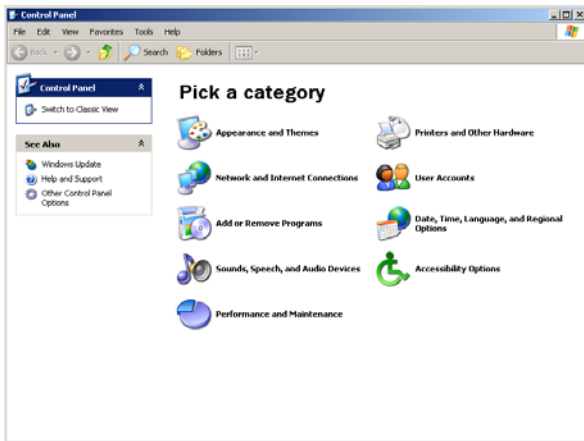 Control Panel
File Edit View Favorites Tools Help
Back Search Folders
Control Panel
Switch to Classic View
See Also
Windows Update
Help and Support
Other Control Panel
Options
Pick a category
Appearance and Themes
Printers and Other Hardware
Network and Internet Connections
User Accounts
Add or Remove Programs
Date, Time, Language, and Regional
Options
Sounds, Speech, and Audio Devices
Accessibility Options
Performance and Maintenance